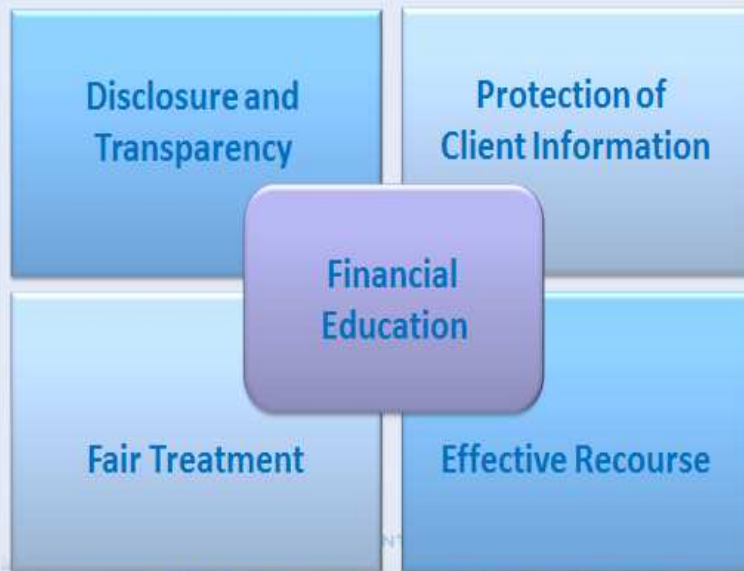 Disclosure and
Transparency
Protection of
Client Information
Financial
Education
Fair Treatment
Effective Recourse